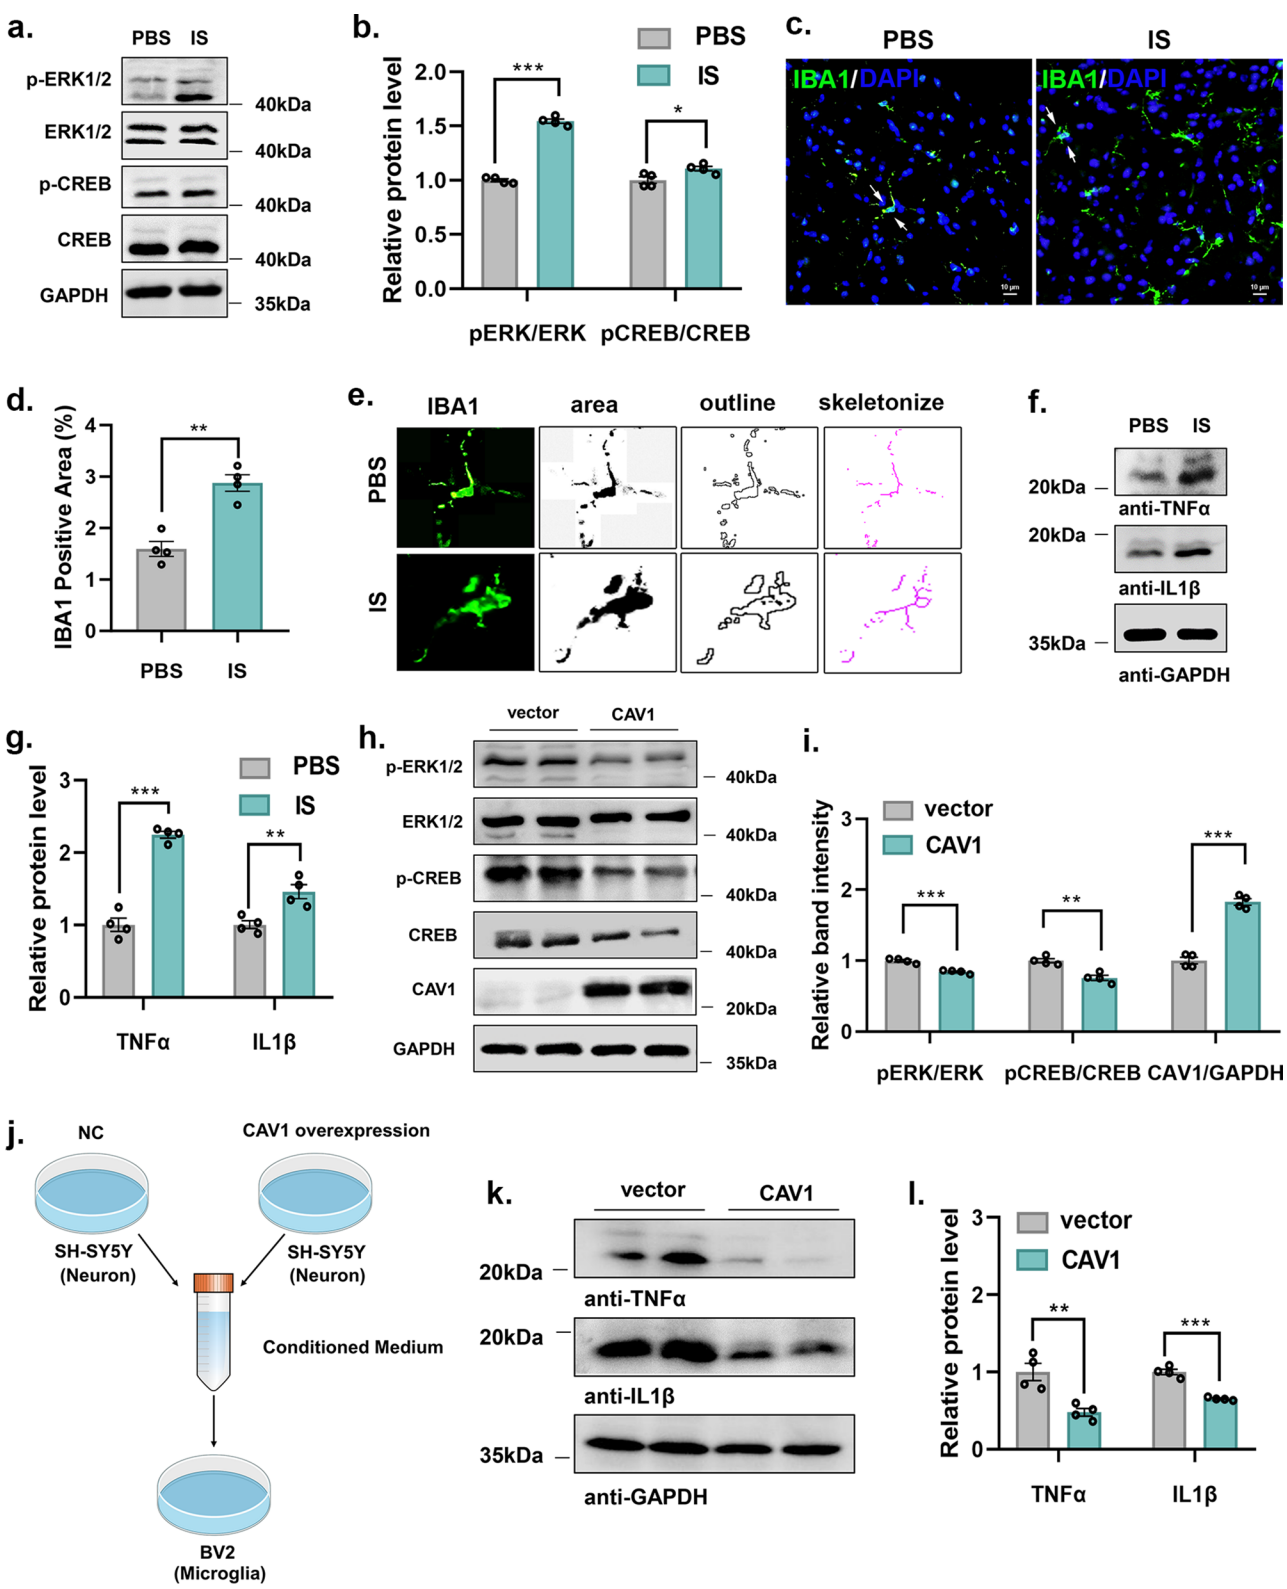 a.
PBS IS
p-ERK1/2
40kDa
ERK1/2
40kDa
p-CREB
40kDa
CREB
40kDa
GAPDH
35kDa
b.
PBS
IS
Relative protein level
2.0
1.5
1.0
0.5
0.0
***
*
pERK/ERK pCREB/CREB
c.
PBS IS
IBA1/DAPI IBA1/DAPI
10 µm 10 µm
d.
IBA1 Positive Area (%)
4
3
2
1
0
**
PBS IS
e.
IBA1 area outline skeletonize
PBS
IS
f.
PBS IS
20kDa
anti-TNFα
20kDa
anti-IL1β
35kDa
anti-GAPDH
g.
PBS
IS
Relative protein level
3
2
1
0
***
**
TNFα IL1β
h.
vector CAV1
p-ERK1/2
40kDa
ERK1/2
40kDa
p-CREB
40kDa
CREB
40kDa
CAV1
20kDa
GAPDH
35kDa
i.
vector
CAV1
Relative band intensity
3
2
1
0
***
**
***
pERK/ERK pCREB/CREB CAV1/GAPDH
j.
NC CAV1 overexpression
SH-SY5Y SH-SY5Y
(Neuron) (Neuron)
Conditioned Medium
BV2
(Microglia)
k.
vector CAV1
20kDa
anti-TNFα
20kDa
anti-IL1β
35kDa
anti-GAPDH
l.
vector
CAV1
Relative protein level
3
2
1
0
**
***
TNFα IL1β